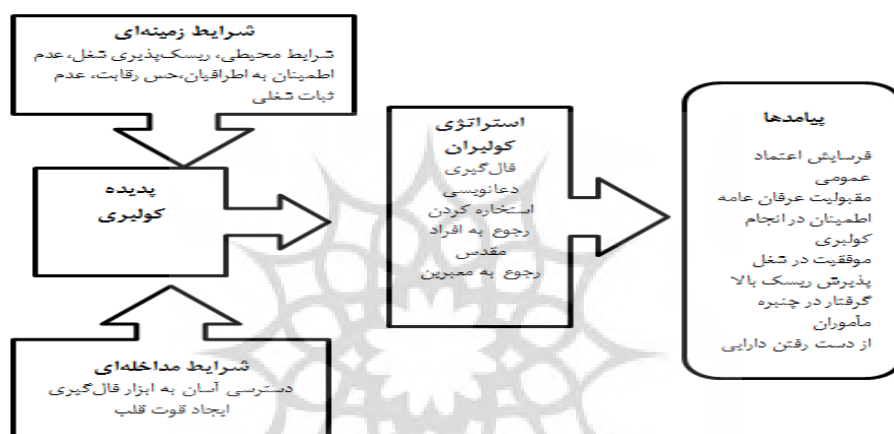 شرایط زمینه‌ای
شرایط محیطی، ریسک‌پذیری شغل، عدم
اطمینان به اطرافیان، حس رقابت، عدم
ثبات شغلی
پدیده
کولبری
شرایط مداخله‌ای
دسترسی آسان به ابزار فال‌گیری
ایجاد قوت قلب
استراتژی
کولبران
فال‌گیری
دعانویسی
استخاره کردن
رجوع به افراد
مقدس
رجوع به معبرین
پیامدها
فرسایش اعتماد
عمومی
مقبولیت عرفان عامه
اطمینان در انجام
کولبری
موفقیت در شغل
پذیرش ریسک بالا
گرفتار در چنبره
مأموران
از دست رفتن دارایی